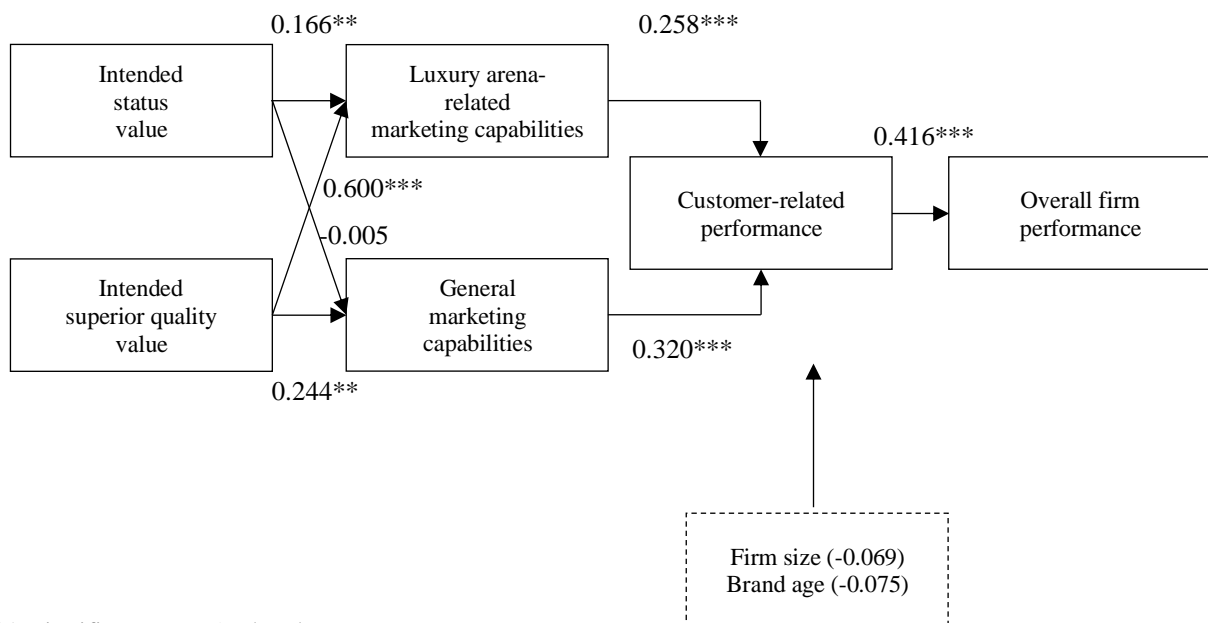 0.166**
0.258***
Intended
status
value
Luxury arena-
related
marketing capabilities
0.416***
0.600***
-0.005
Customer-related
performance
Overall firm
performance
Intended
superior quality
value
General
marketing
capabilities
0.320***
0.244**
Firm size (-0.069)
Brand age (-0.075)